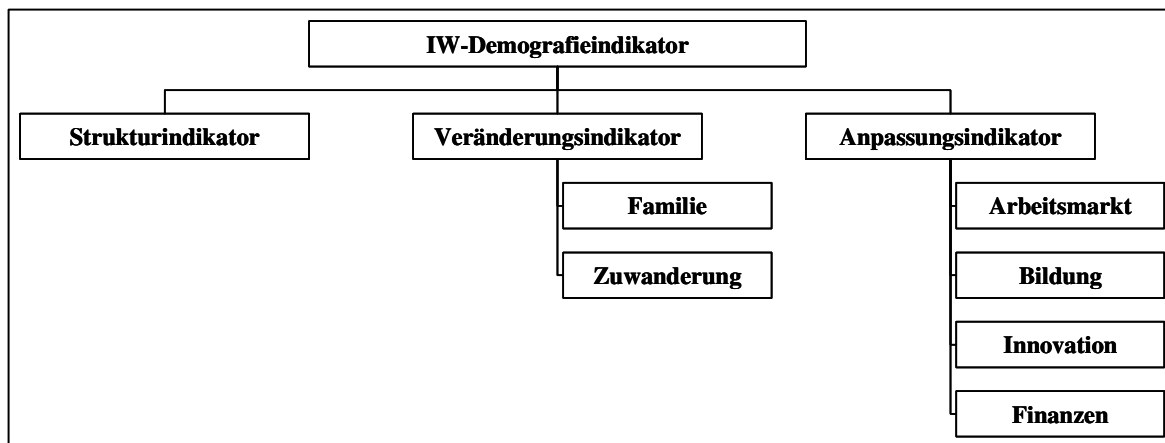 IW-Demografieindikator
Strukturindikator
Veränderungsindikator
Anpassungsindikator
Familie
Zuwanderung
Arbeitsmarkt
Bildung
Innovation
Finanzen